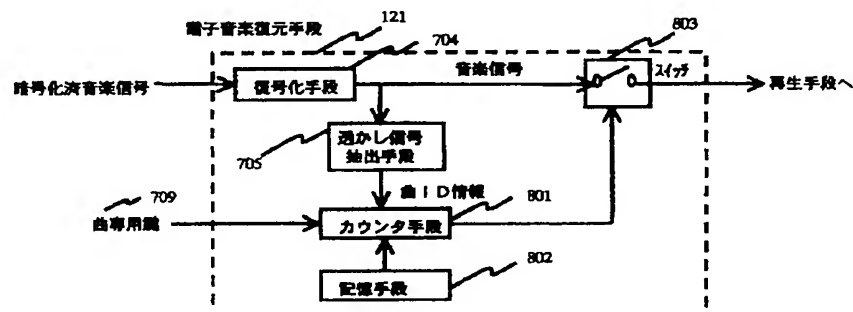 電子音楽復元手段
121
704
803
暗号化済音楽信号
復号化手段
音楽信号
スイッチ
再生手段へ
705
透かし信号
抽出手段
曲ID情報
709
曲専用鍵
カウンタ手段
801
記憶手段
802